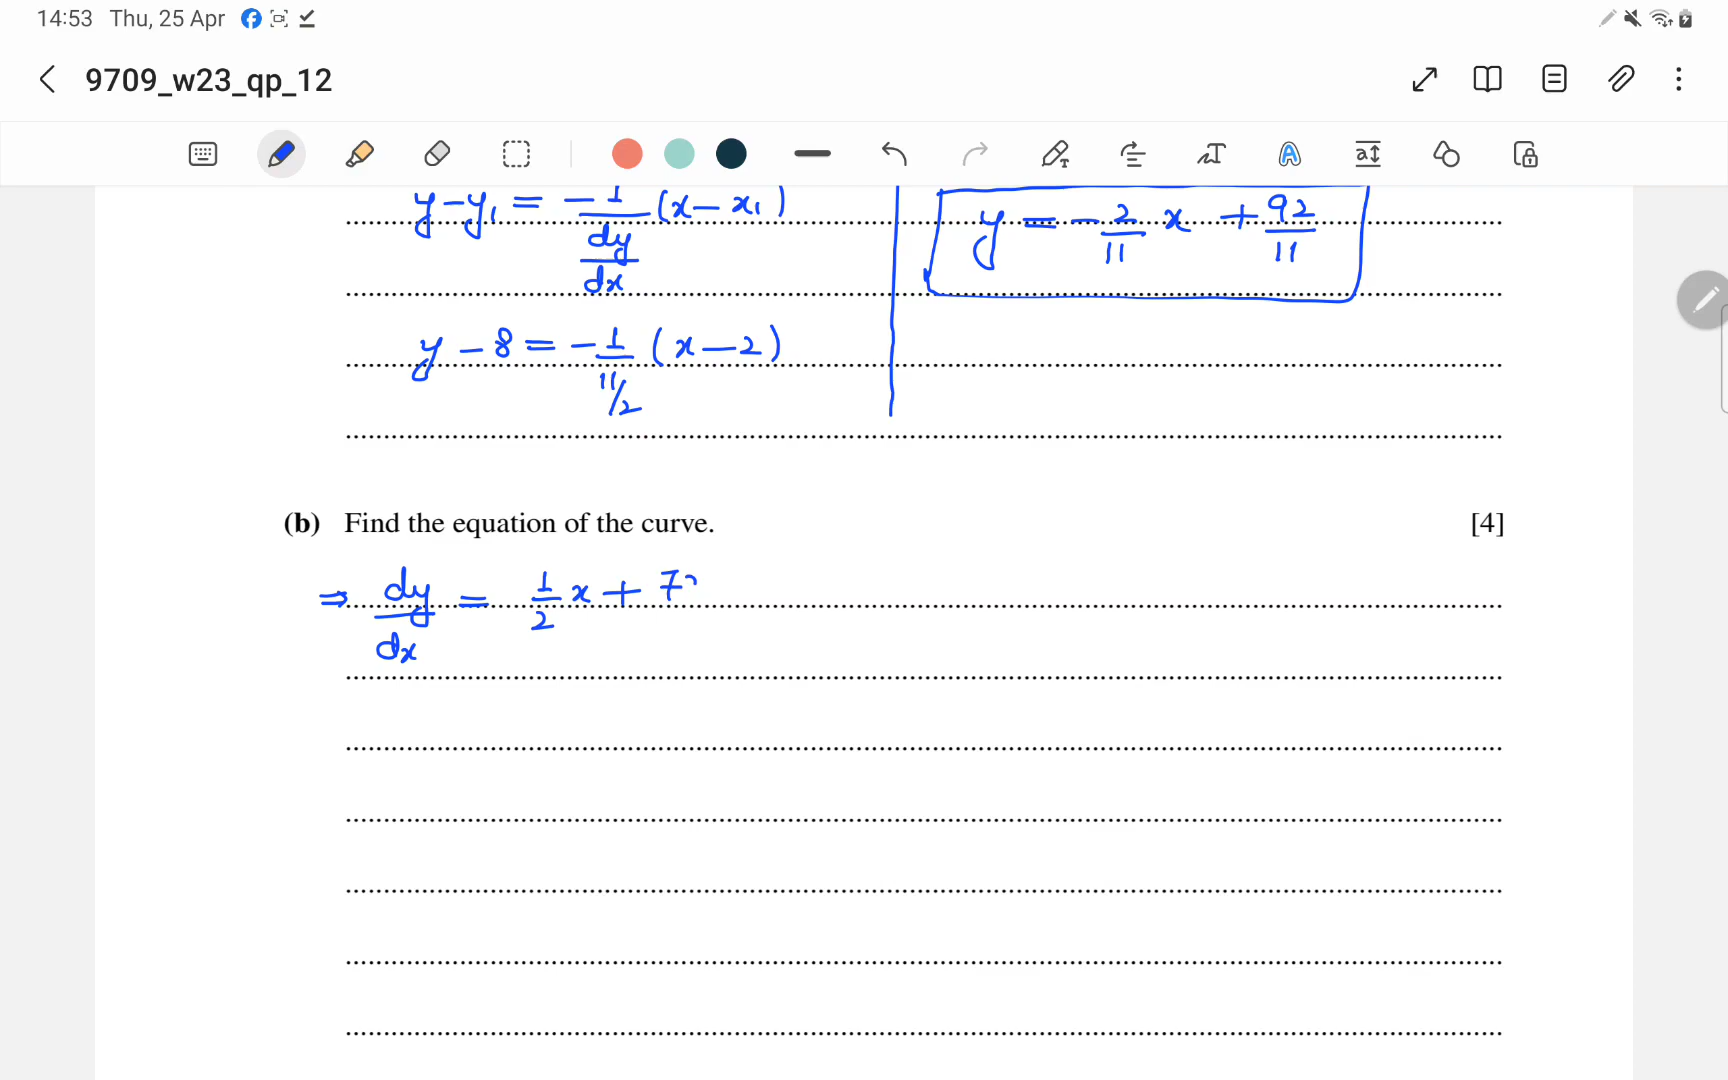 14:53 Thu, 25 Apr
9709_w23_qp_12
y - y₁ = -1/(dy/dx) (x - x₁)
y = -2/11 x + 92/11
y - 8 = -1/(11/2) (x - 2)
(b) Find the equation of the curve. [4]
⇒ dy/dx = 1/2 x + 7